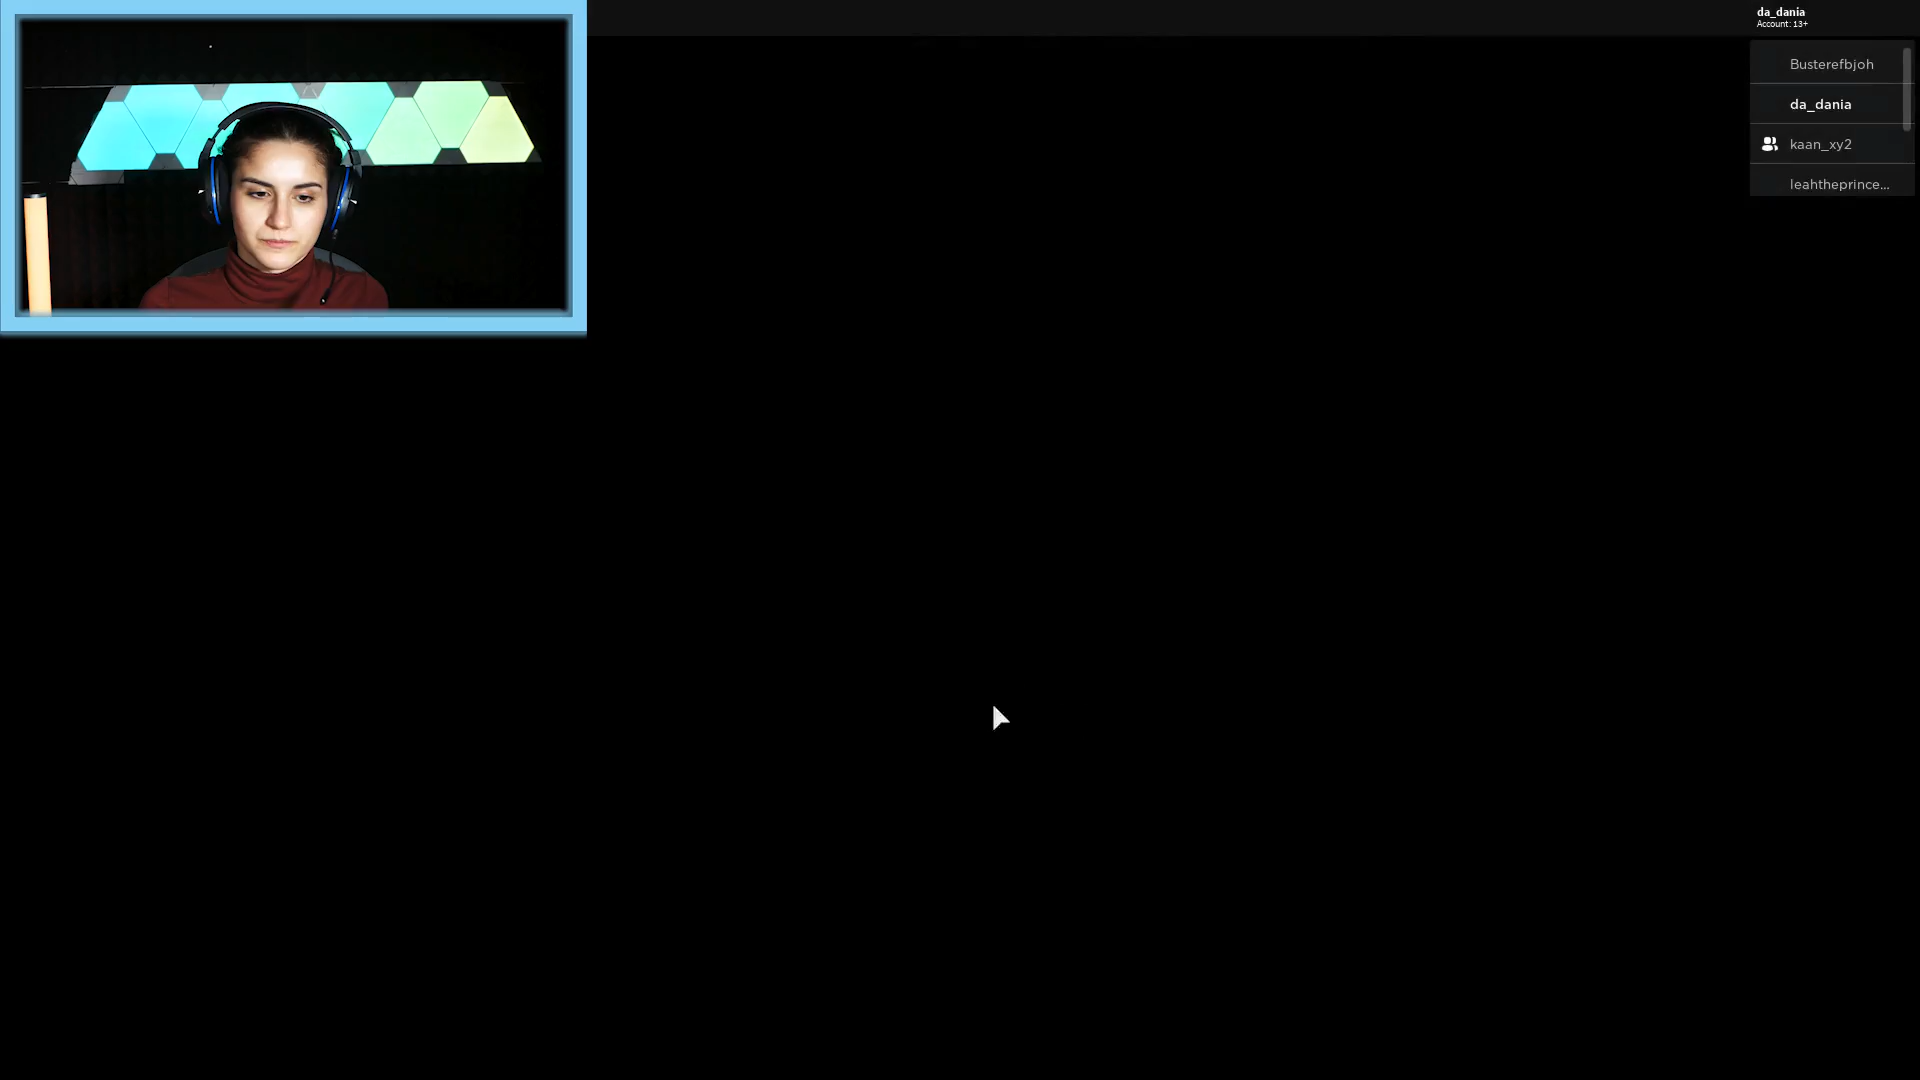 da_dania
Account: 13+
Busterefbjoh
da_dania
kaan_xy2
leahtheprince...